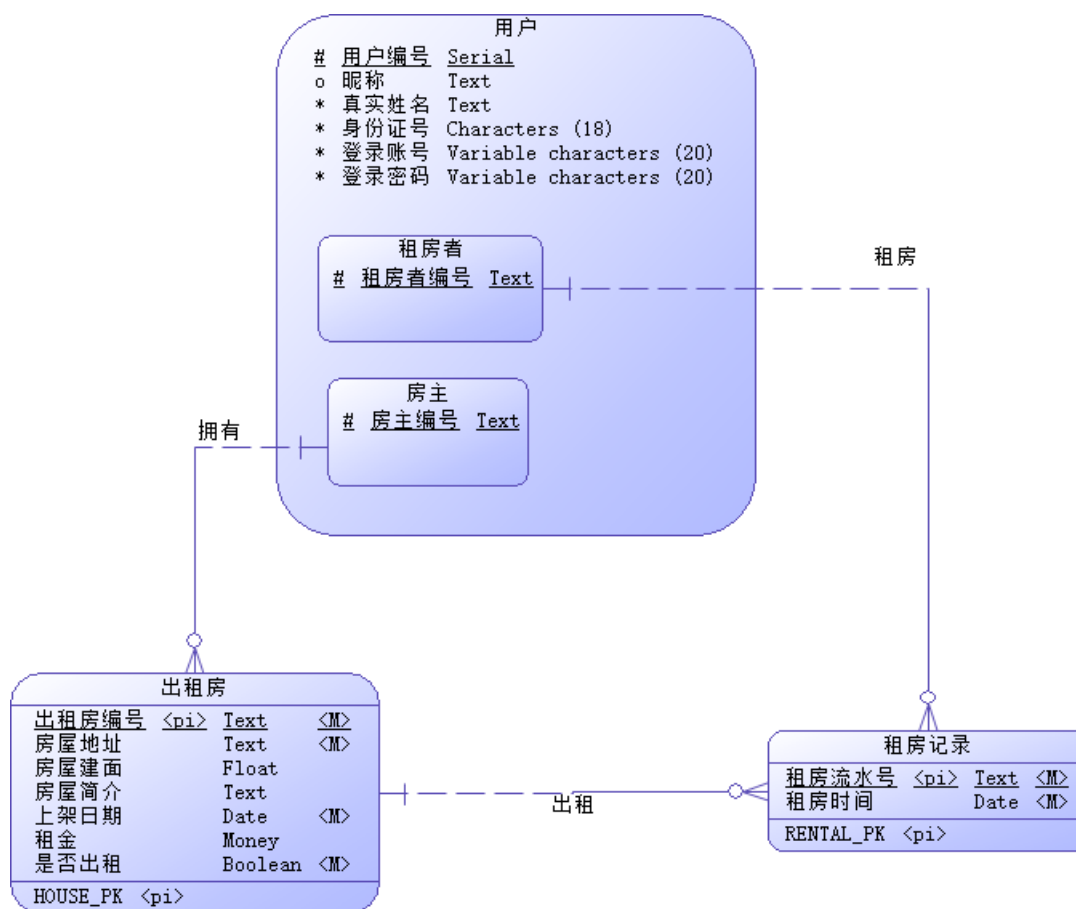 用户
# 用户编号 Serial
o 昵称 Text
* 真实姓名 Text
* 身份证号 Characters (18)
* 登录账号 Variable characters (20)
* 登录密码 Variable characters (20)
租房者
# 租房者编号 Text
租房
房主
# 房主编号 Text
拥有
出租房
出租房编号 <pi> Text <M>
房屋地址 Text <M>
房屋建面 Float
房屋简介 Text
上架日期 Date <M>
租金 Money
是否出租 Boolean <M>
HOUSE_PK <pi>
出租
租房记录
租房流水号 <pi> Text <M>
租房时间 Date <M>
RENTAL_PK <pi>